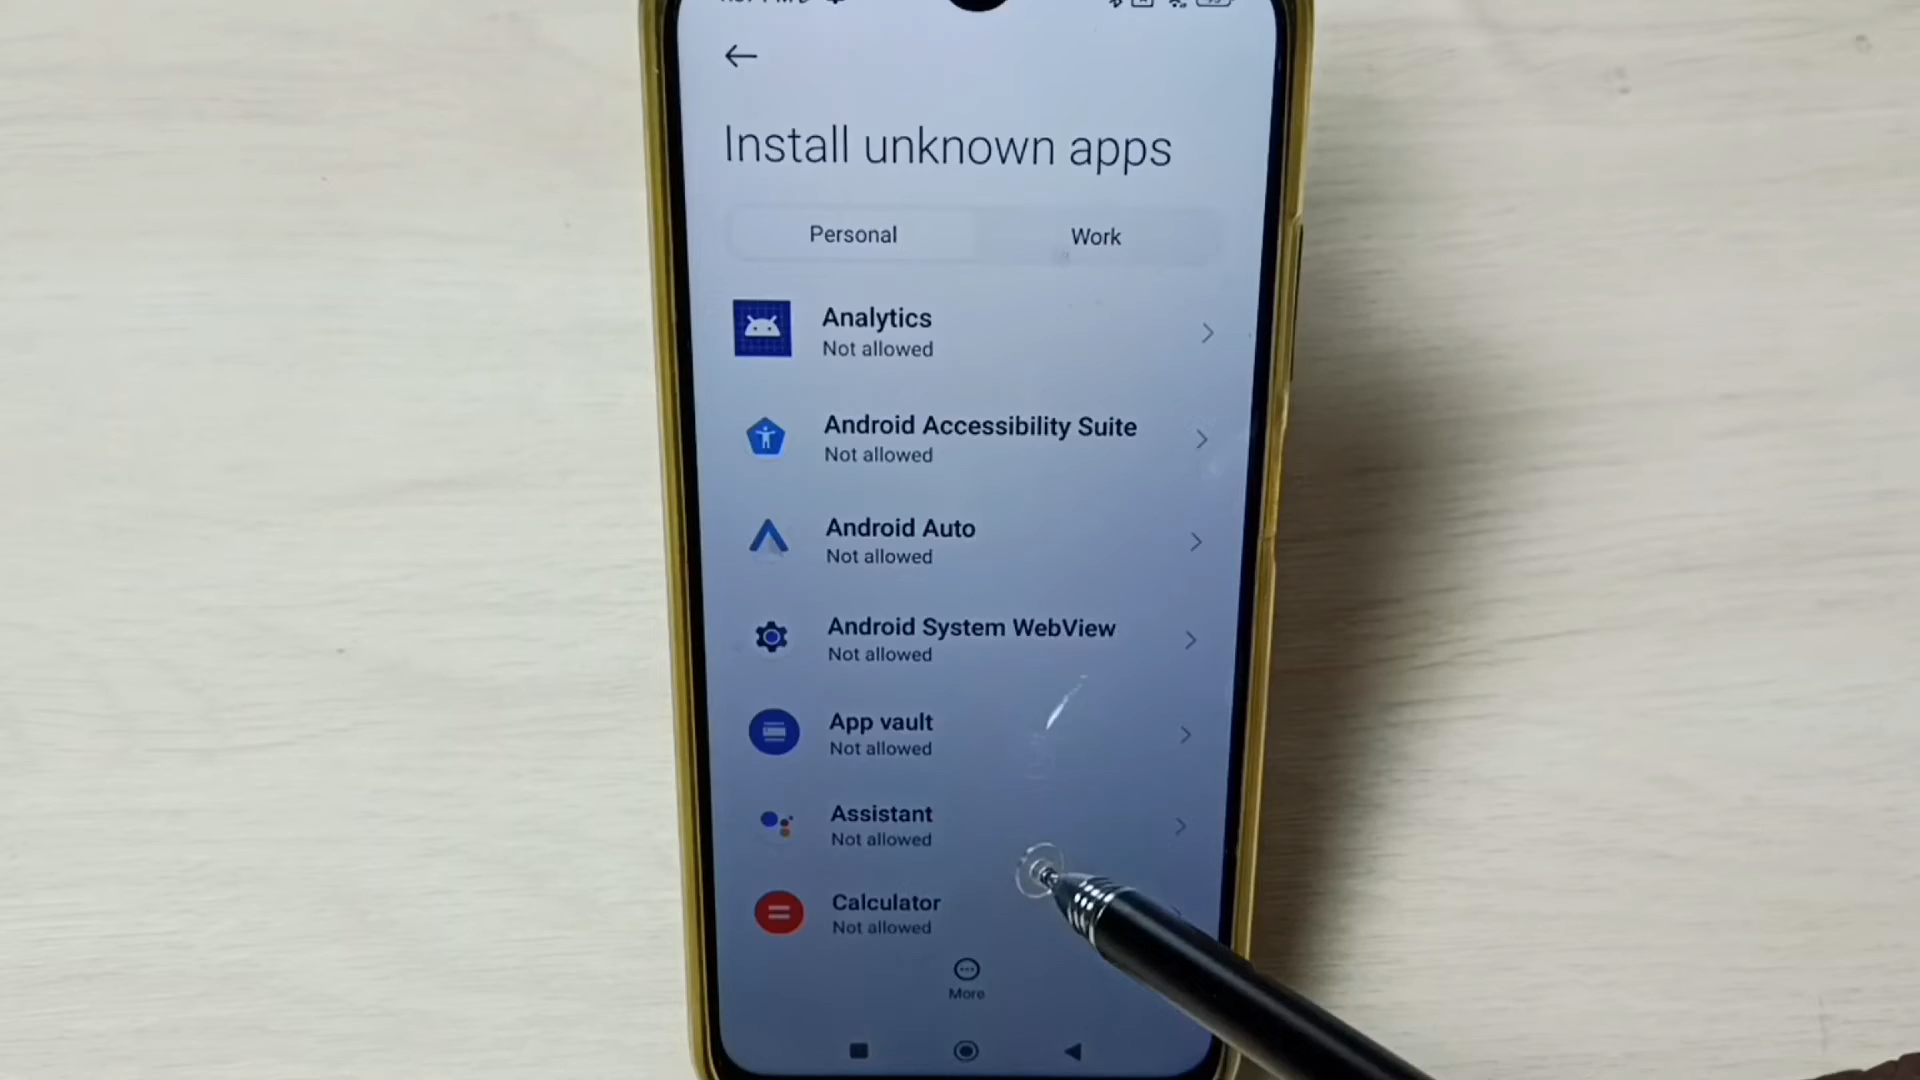 Install unknown apps
Personal
Work
Analytics
Not allowed
Android Accessibility Suite
Not allowed
Android Auto
Not allowed
Android System WebView
Not allowed
App vault
Not allowed
Assistant
Not allowed
Calculator
Not allowed
More